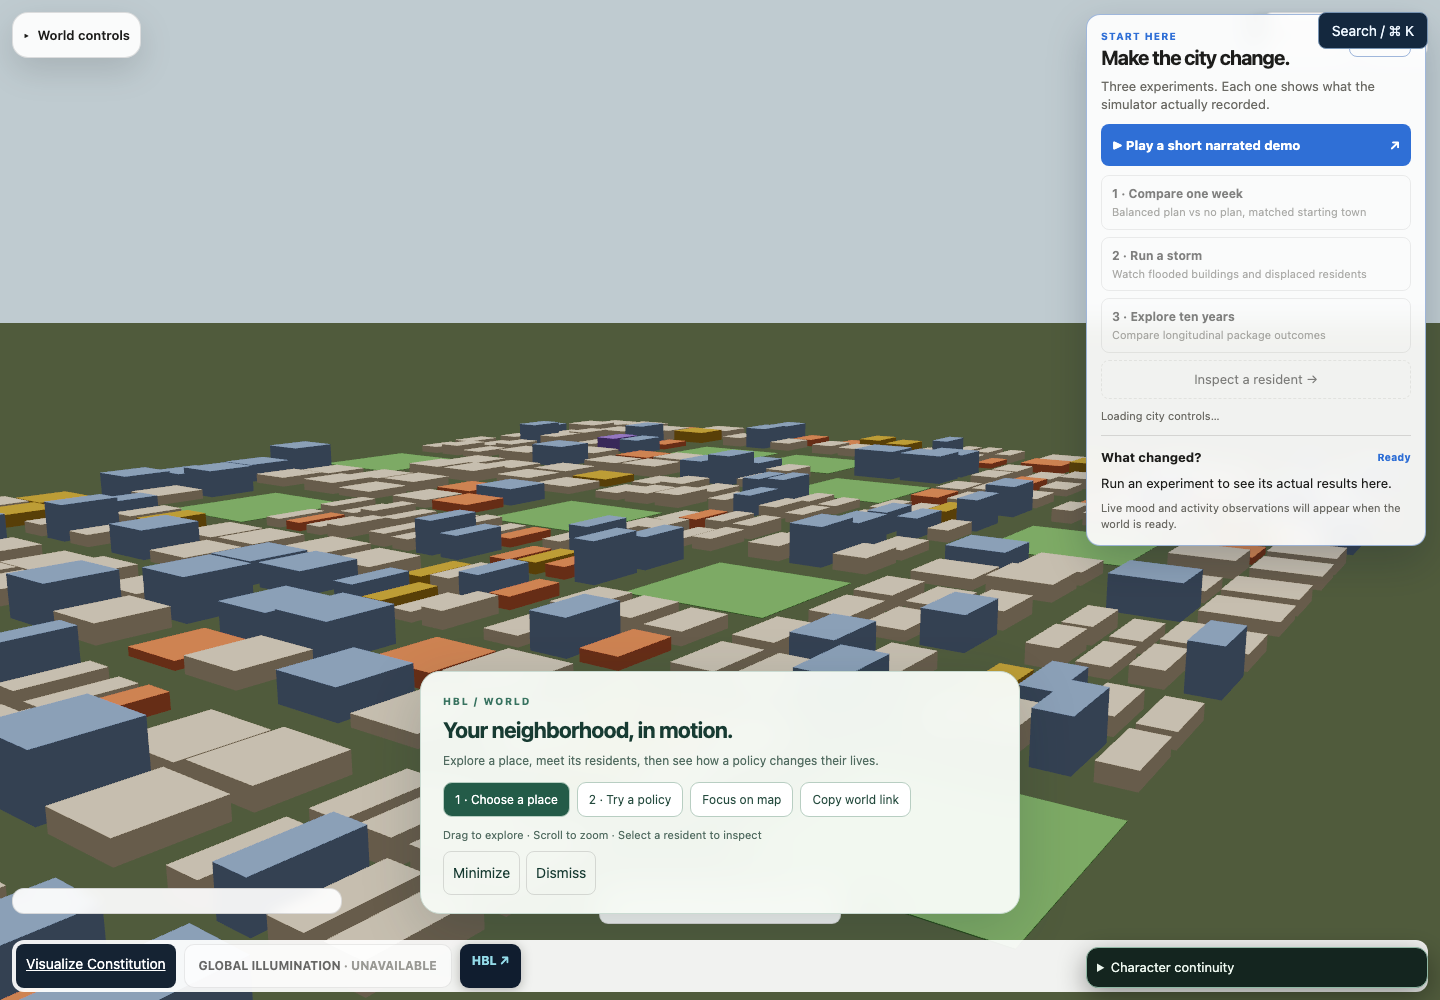 ▸ World controls
Search / ⌘ K
START HERE
Make the city change.
Three experiments. Each one shows what the
simulator actually recorded.
▶ Play a short narrated demo ↗
1 · Compare one week
Balanced plan vs no plan, matched starting town
2 · Run a storm
Watch flooded buildings and displaced residents
3 · Explore ten years
Compare longitudinal package outcomes
Inspect a resident →
Loading city controls…
What changed? Ready
Run an experiment to see its actual results here.
Live mood and activity observations will appear when the
world is ready.
HBL / WORLD
Your neighborhood, in motion.
Explore a place, meet its residents, then see how a policy changes their lives.
1 · Choose a place 2 · Try a policy Focus on map Copy world link
Drag to explore · Scroll to zoom · Select a resident to inspect
Minimize Dismiss
Visualize Constitution GLOBAL ILLUMINATION · UNAVAILABLE HBL ↗ ▶ Character continuity